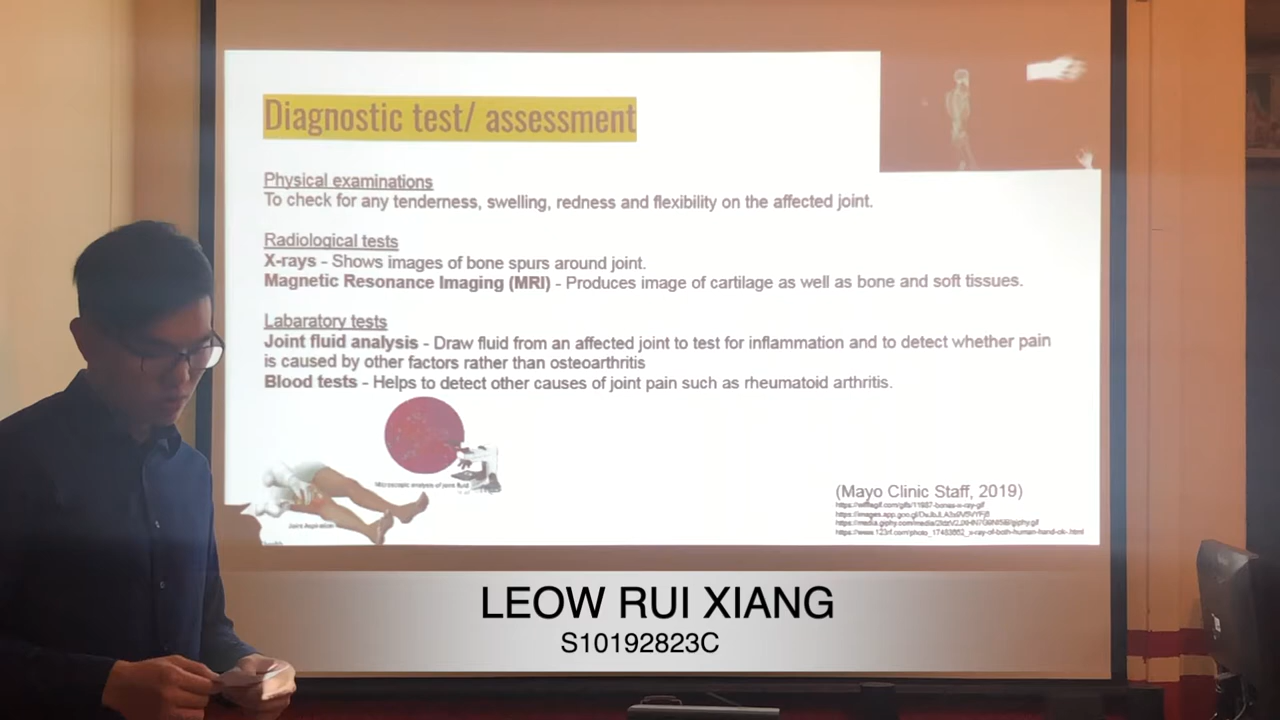 Diagnostic test/ assessment
Physical examinations
To check for any tenderness, swelling, redness and flexibility on the affected joint.
Radiological tests
X-rays - Shows images of bone spurs around joint.
Magnetic Resonance Imaging (MRI) - Produces image of cartilage as well as bone and soft tissues.
Labaratory tests
Joint fluid analysis - Draw fluid from an affected joint to test for inflammation and to detect whether pain
is caused by other factors rather than osteoarthritis
Blood tests - Helps to detect other causes of joint pain such as rheumatoid arthritis.
Microscopic analysis of joint fluid
Joint Aspiration
(Mayo Clinic Staff, 2019)
LEOW RUI XIANG
S10192823C